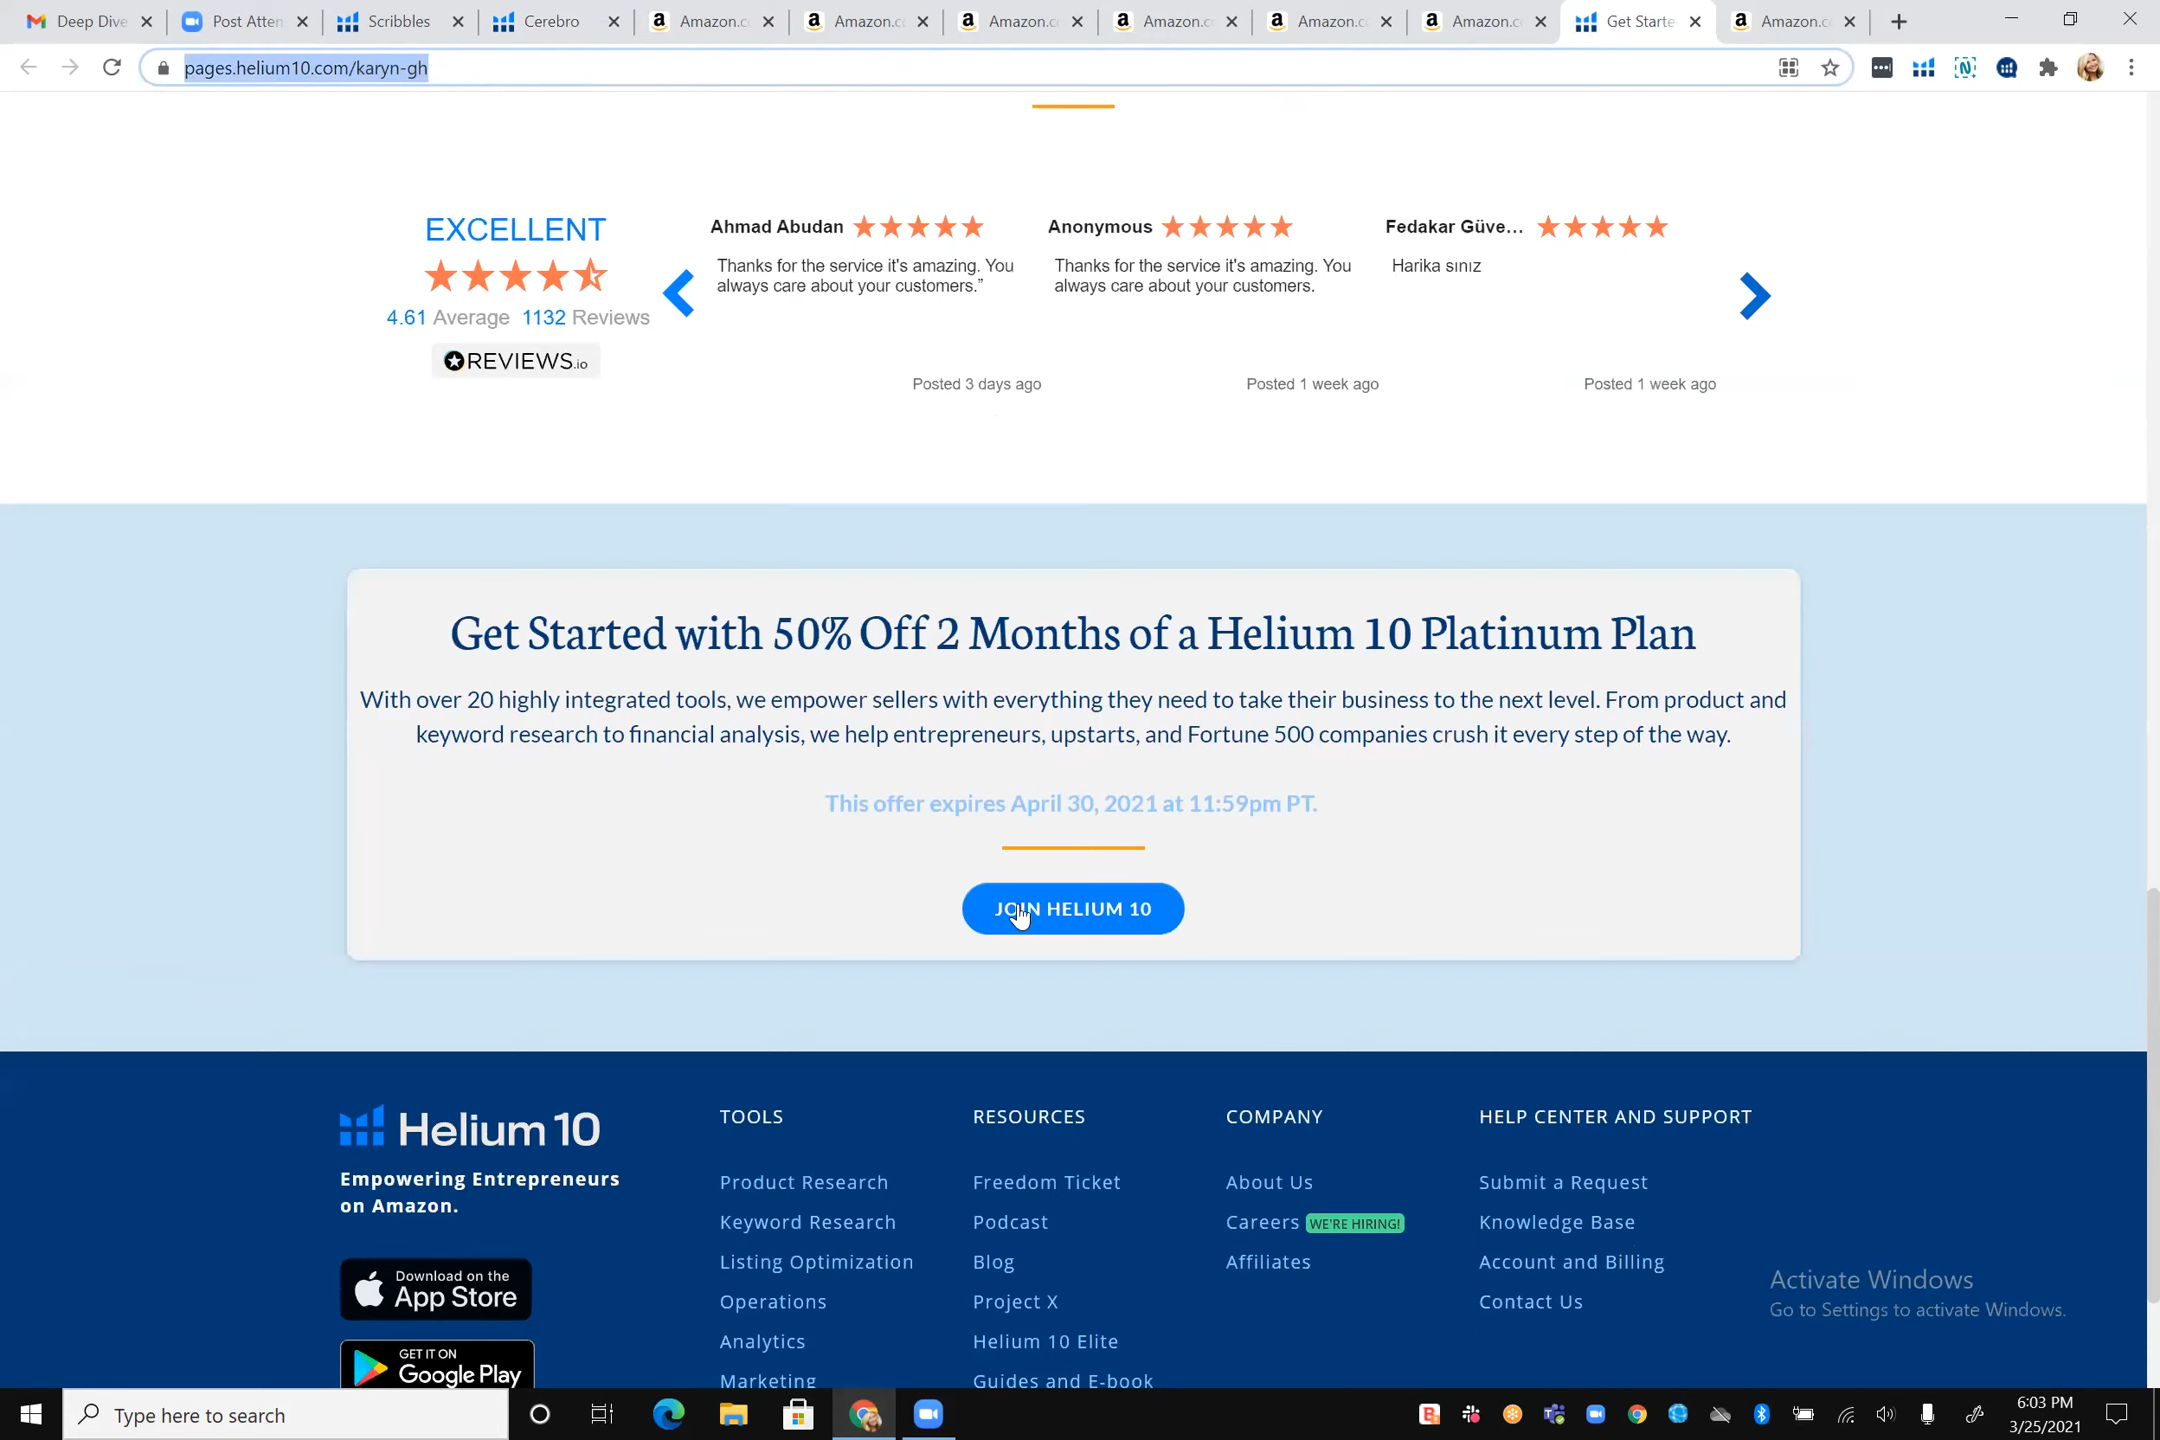 Deep Dive
Post Atten
Scribbles
Cerebro
Amazon.c
Amazon.c
Amazon.c
Amazon.c
Amazon.c
Amazon.c
Get Starte
Amazon.c
pages.helium10.com/karyn-gh
EXCELLENT
4.61 Average 1132 Reviews
REVIEWS.io
Ahmad Abudan
Thanks for the service it's amazing. You
always care about your customers.”
Posted 3 days ago
Anonymous
Thanks for the service it's amazing. You
always care about your customers.
Posted 1 week ago
Fedakar Güve...
Harika sınız
Posted 1 week ago
Get Started with 50% Off 2 Months of a Helium 10 Platinum Plan
With over 20 highly integrated tools, we empower sellers with everything they need to take their business to the next level. From product and
keyword research to financial analysis, we help entrepreneurs, upstarts, and Fortune 500 companies crush it every step of the way.
This offer expires April 30, 2021 at 11:59pm PT.
JOIN HELIUM 10
Helium 10
Empowering Entrepreneurs
on Amazon.
Download on the
App Store
GET IT ON
Google Play
TOOLS
Product Research
Keyword Research
Listing Optimization
Operations
Analytics
Marketing
RESOURCES
Freedom Ticket
Podcast
Blog
Project X
Helium 10 Elite
Guides and E-book
COMPANY
About Us
Careers WE'RE HIRING!
Affiliates
HELP CENTER AND SUPPORT
Submit a Request
Knowledge Base
Account and Billing
Contact Us
Activate Windows
Go to Settings to activate Windows.
Type here to search
6:03 PM
3/25/2021